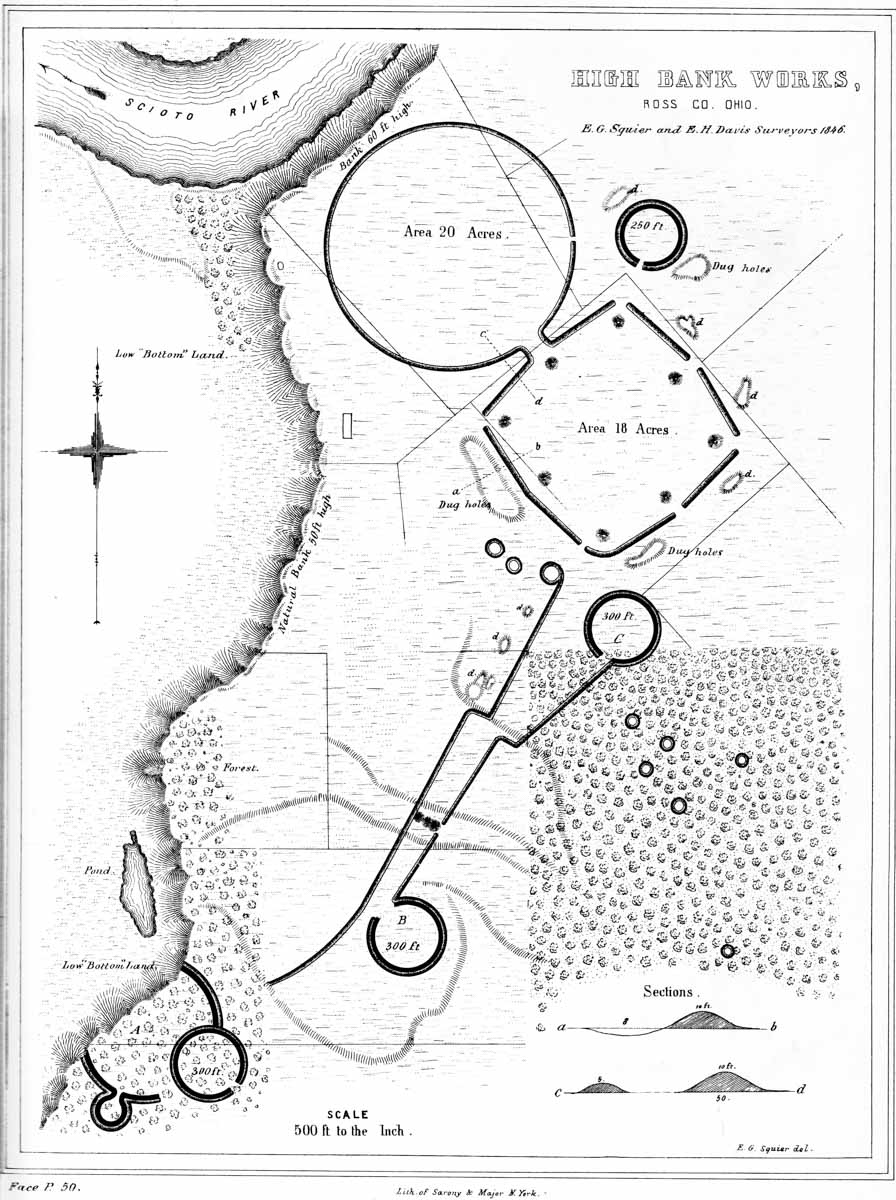 HIGH BANK WORKS,
ROSS CO. OHIO.
E.G. Squier and E.H. Davis Surveyors 1846.
SCIOTO RIVER
Bank 60 ft high.
Area 20 Acres.
d
250 ft
Dug holes
Low "Bottom" Land.
d
c
d
d
Area 18 Acres.
b
a
Dug holes
d.
Natural Bank 50 ft high
Dug holes
d
300 Ft.
C
d
d
Forest.
Pond.
B
300 ft
Low "Bottom" Land.
A
300 ft
Sections.
10 ft.
a
8
b
5.
10 ft.
c
50.
d
SCALE
500 ft to the Inch.
E. G. Squier del.
Face P. 50.
Lith. of Sarony & Major N. York.